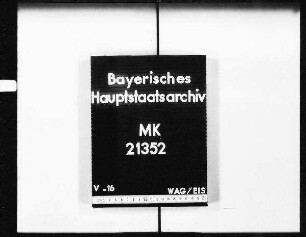 Bayerisches
Hauptstaatsarchiv
MK
21352
V - 16 WAG/EIS